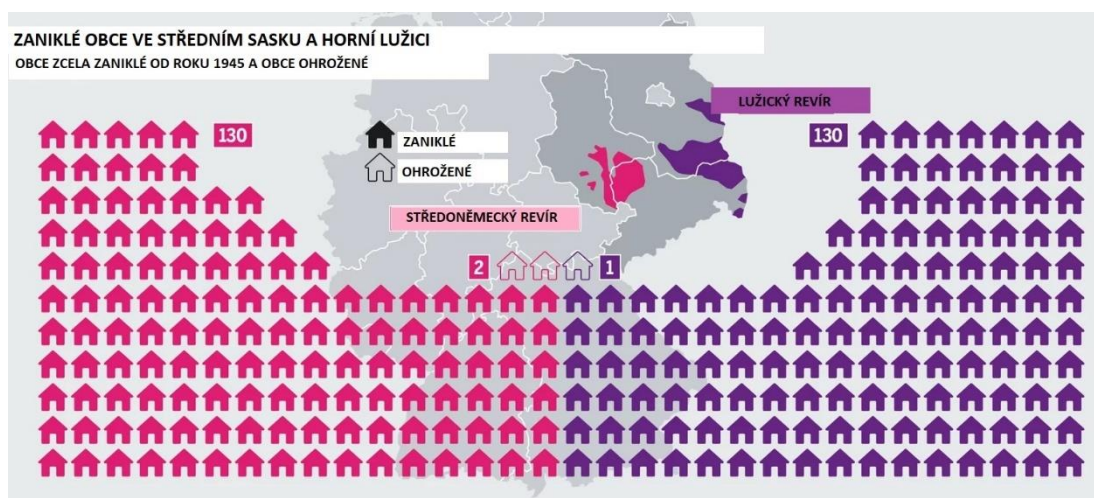 ZANIKLÉ OBCE VE STŘEDNÍM SASKU A HORNÍ LUŽICI
OBCE ZCELA ZANIKLÉ OD ROKU 1945 A OBCE OHROŽENÉ
LUŽICKÝ REVÍR
130
ZANIKLÉ
130
OHROŽENÉ
STŘEDONĚMECKÝ REVÍR
2 1